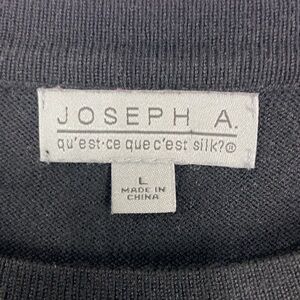 JOSEPH A.
qu'est·ce que c'est silk?®
L
MADE IN
CHINA